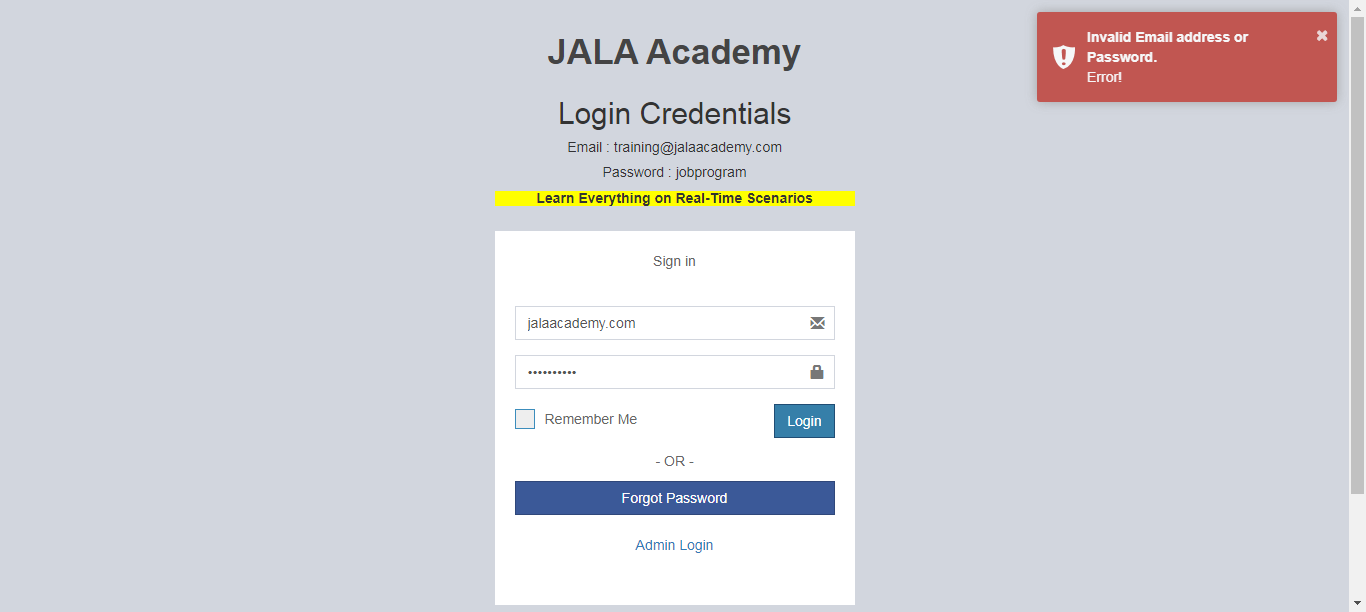 JALA Academy
Invalid Email address or
Password.
Error!
Login Credentials
Email : training@jalaacademy.com
Password : jobprogram
Learn Everything on Real-Time Scenarios
Sign in
jalaacademy.com
••••••••••
Remember Me
Login
- OR -
Forgot Password
Admin Login